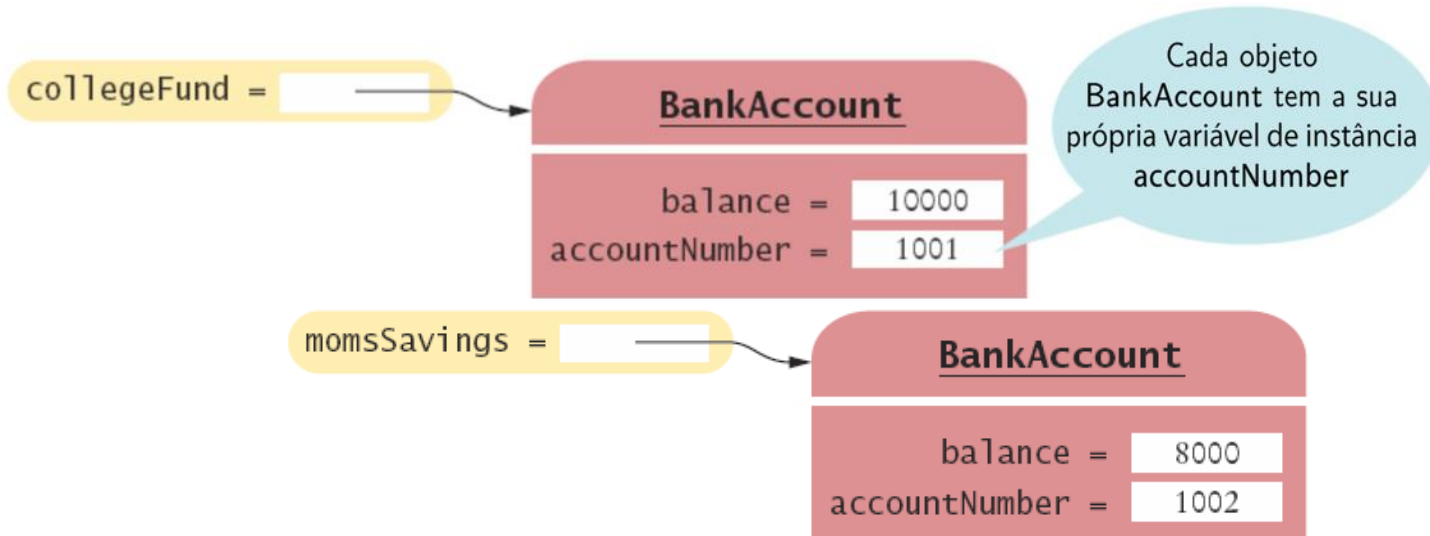 collegeFund =
BankAccount
balance = 10000
accountNumber = 1001
Cada objeto
BankAccount tem a sua
própria variável de instância
accountNumber
momsSavings =
BankAccount
balance = 8000
accountNumber = 1002